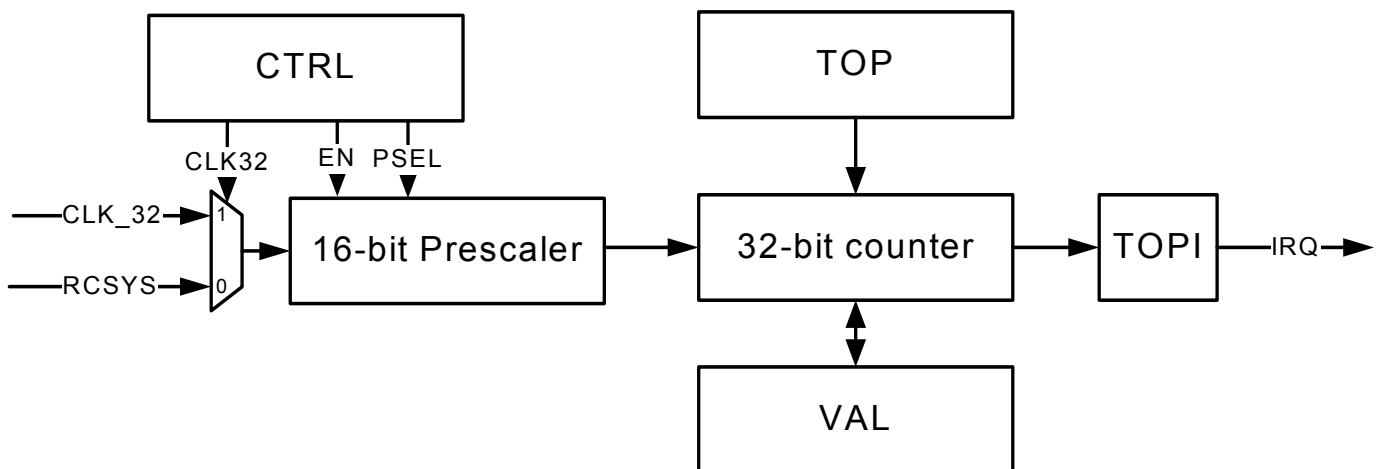 CTRL
TOP
CLK32
EN
PSEL
CLK_32
1
16-bit Prescaler
32-bit counter
TOPI
IRQ
RCSYS
0
VAL